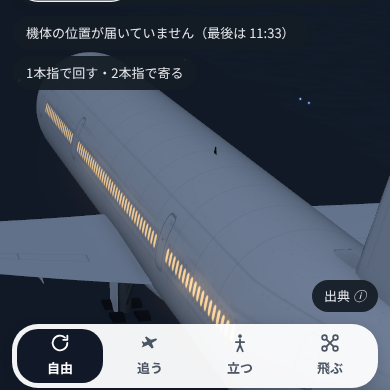 機体の位置が届いていません（最後は 11:33）
1本指で回す・2本指で寄る
出典 ⓘ
自由
追う
立つ
飛ぶ